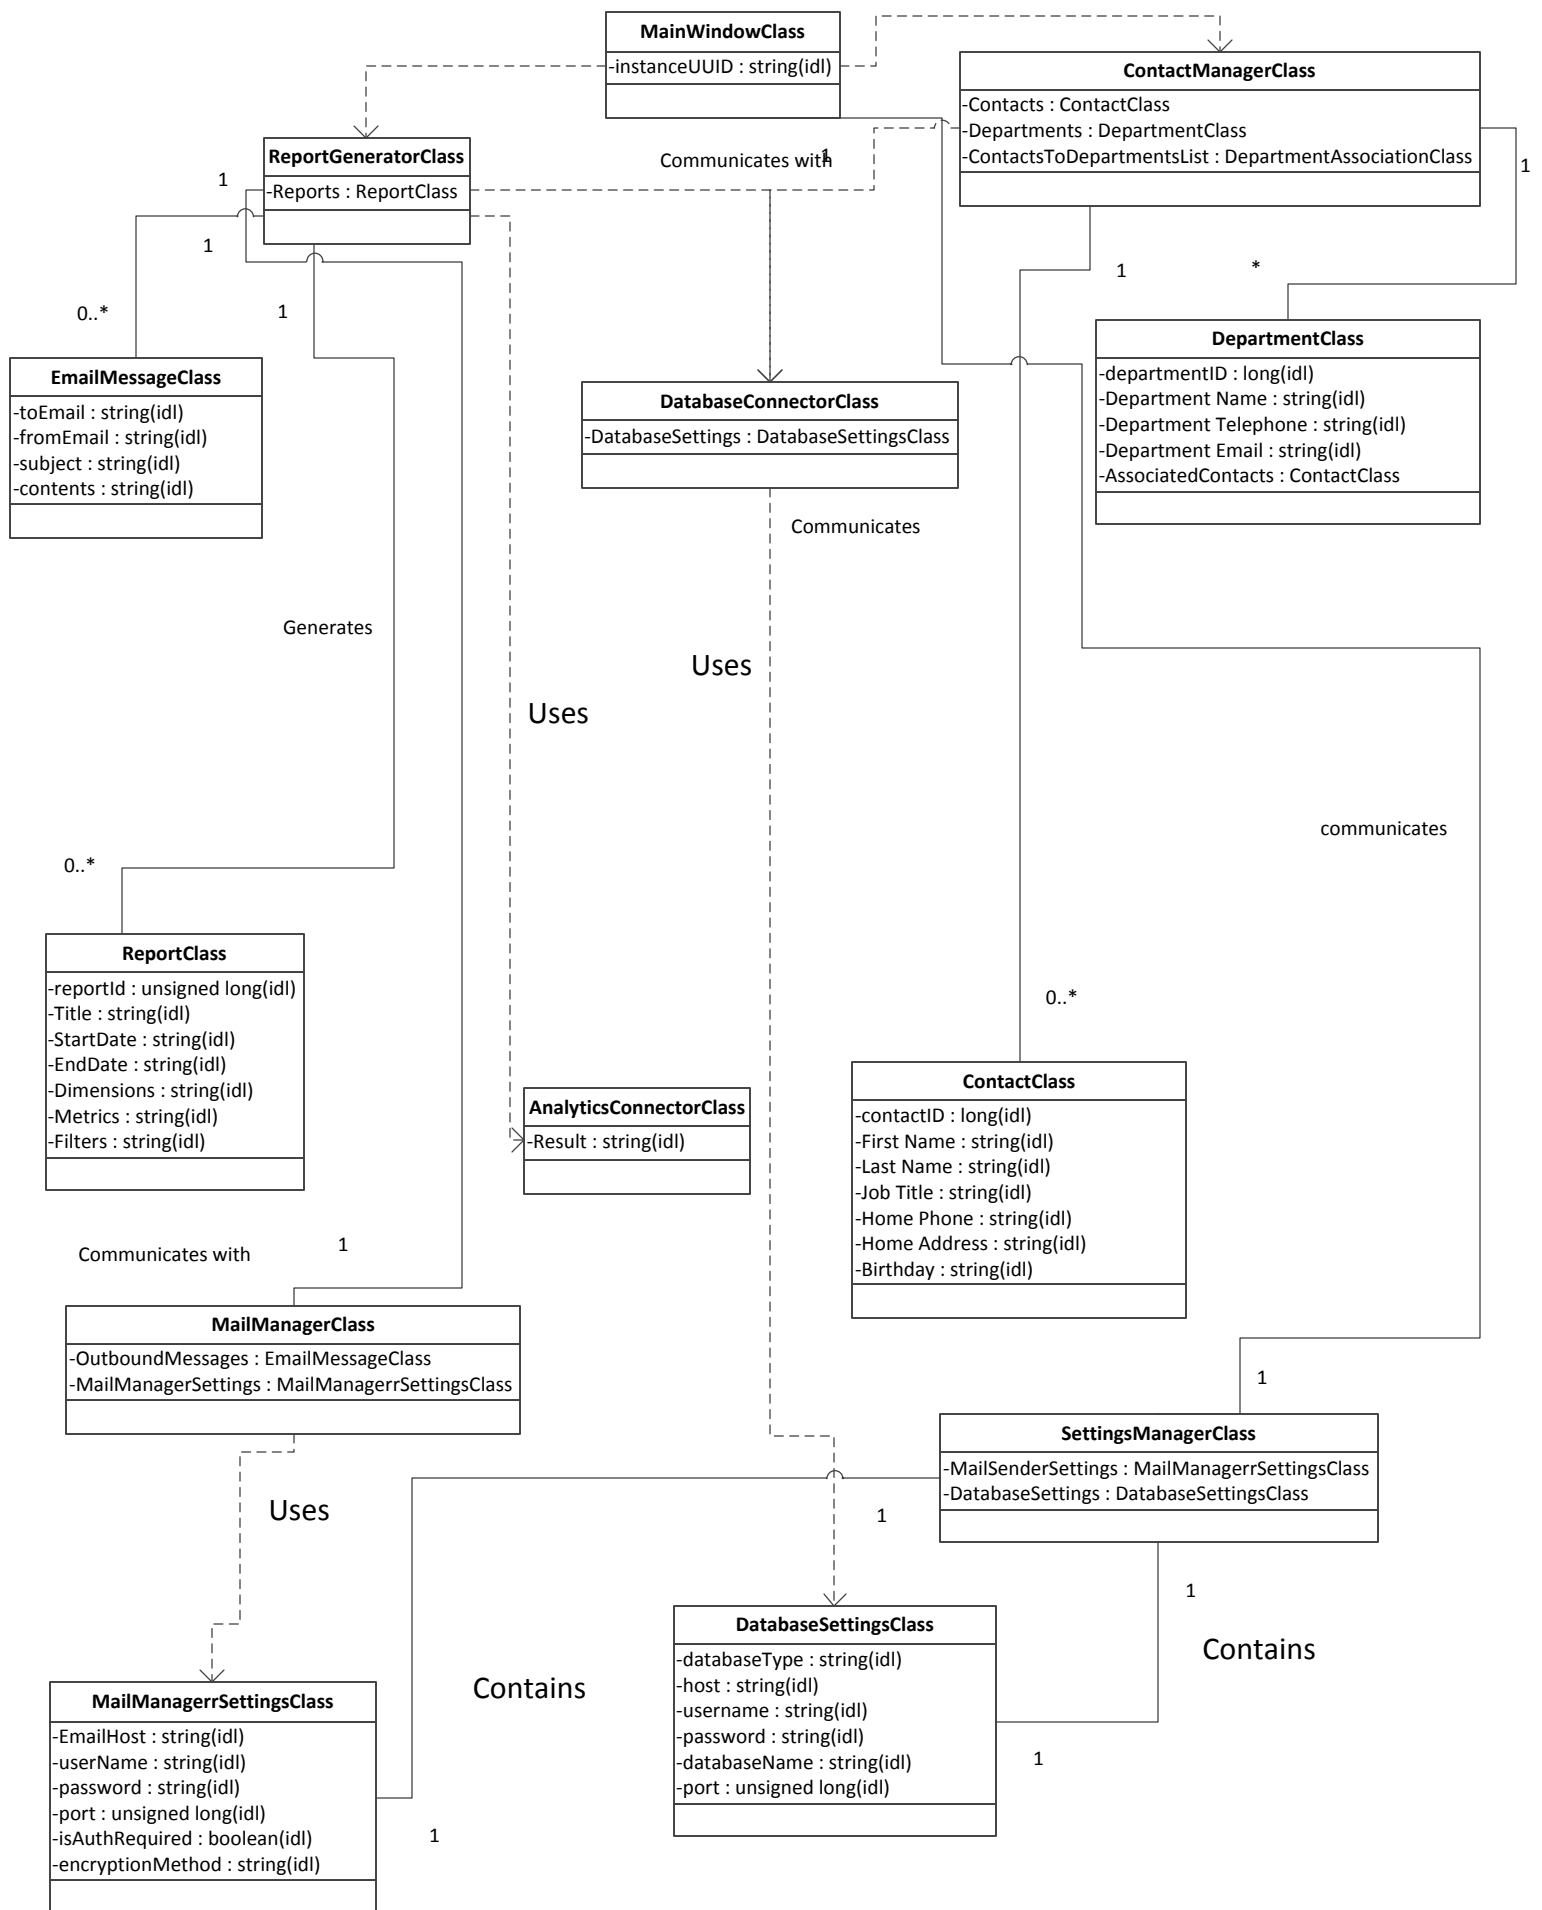 MainWindowClass
-instanceUUID : string(idl)
ContactManagerClass
-Contacts : ContactClass
-Departments : DepartmentClass
-ContactsToDepartmentsList : DepartmentAssociationClass
ReportGeneratorClass
-Reports : ReportClass
Communicates with
1
1
1
1
1
1
*
0..*
1
EmailMessageClass
-toEmail : string(idl)
-fromEmail : string(idl)
-subject : string(idl)
-contents : string(idl)
DatabaseConnectorClass
-DatabaseSettings : DatabaseSettingsClass
DepartmentClass
-departmentID : long(idl)
-Department Name : string(idl)
-Department Telephone : string(idl)
-Department Email : string(idl)
-AssociatedContacts : ContactClass
Communicates
Generates
Uses
Uses
communicates
0..*
ReportClass
-reportId : unsigned long(idl)
-Title : string(idl)
-StartDate : string(idl)
-EndDate : string(idl)
-Dimensions : string(idl)
-Metrics : string(idl)
-Filters : string(idl)
0..*
ContactClass
-contactID : long(idl)
-First Name : string(idl)
-Last Name : string(idl)
-Job Title : string(idl)
-Home Phone : string(idl)
-Home Address : string(idl)
-Birthday : string(idl)
AnalyticsConnectorClass
-Result : string(idl)
Communicates with
1
MailManagerClass
-OutboundMessages : EmailMessageClass
-MailManagerSettings : MailManagerrSettingsClass
1
SettingsManagerClass
-MailSenderSettings : MailManagerrSettingsClass
-DatabaseSettings : DatabaseSettingsClass
Uses
1
1
Contains
Contains
DatabaseSettingsClass
-databaseType : string(idl)
-host : string(idl)
-username : string(idl)
-password : string(idl)
-databaseName : string(idl)
-port : unsigned long(idl)
1
MailManagerrSettingsClass
-EmailHost : string(idl)
-userName : string(idl)
-password : string(idl)
-port : unsigned long(idl)
-isAuthRequired : boolean(idl)
-encryptionMethod : string(idl)
1